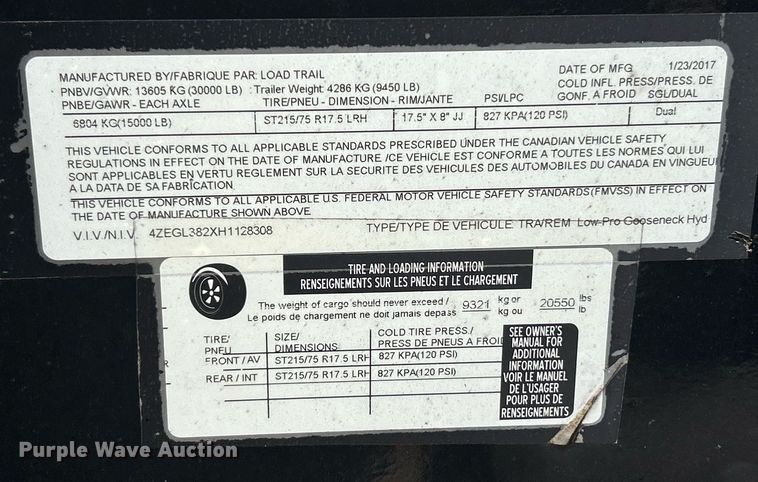 MANUFACTURED BY/FABRIQUE PAR: LOAD TRAIL
DATE OF MFG 1/23/2017
PNBV/GVWR: 13605 KG (30000 LB) : Trailer Weight: 4286 KG (9450 LB)
COLD INFL. PRESS/PRESS. DE
PNBE/GAWR - EACH AXLE TIRE/PNEU - DIMENSION - RIM/JANTE PSI/LPC GONF. A FROID SGL/DUAL
6804 KG(15000 LB) ST215/75 R17.5 LRH 17.5" X 8" JJ 827 KPA(120 PSI) Dual
THIS VEHICLE CONFORMS TO ALL APPLICABLE STANDARDS PRESCRIBED UNDER THE CANADIAN VEHICLE SAFETY
REGULATIONS IN EFFECT ON THE DATE OF MANUFACTURE /CE VEHICLE EST CONFORME A TOUTES LES NORMES QUI LUI
SONT APPLICABLES EN VERTU REGLEMENT SUR LA SECURITE DES VEHICULES DES AUTOMOBILES DU CANADA EN VINGUEU
A LA DATA DE SA FABRICATION.
THIS VEHICLE CONFORMS TO ALL APPLICABLE U.S. FEDERAL MOTOR VEHICLE SAFETY STANDARDS (FMVSS) IN EFFECT ON
THE DATE OF MANUFACTURE SHOWN ABOVE
V.I.V./N.I.V. 4ZEGL382XH1128308 TYPE/TYPE DE VEHICULE: TRA/REM Low-Pro Gooseneck Hyd
TIRE AND LOADING INFORMATION
RENSEIGNEMENTS SUR LES PNEUS ET LE CHARGEMENT
The weight of cargo should never exceed / 9321 kg or 20550 lbs
Le poids de chargement ne doit jamais depass kg ou lb
TIRE/ SIZE/ COLD TIRE PRESS./
PNEU DIMENSIONS PRESS DE PNEUS A FROI
FRONT / AV ST215/75 R17.5 LRH 827 KPA(120 PSI)
REAR / INT ST215/75 R17.5 LRH 827 KPA(120 PSI)
SEE OWNER'S
MANUAL FOR
ADDITIONAL
INFORMATION
VOIR LE MANUEL
DE L'USAGER
POUR PLUS DE
RENSEIGNEMENTS
Purple Wave Auction